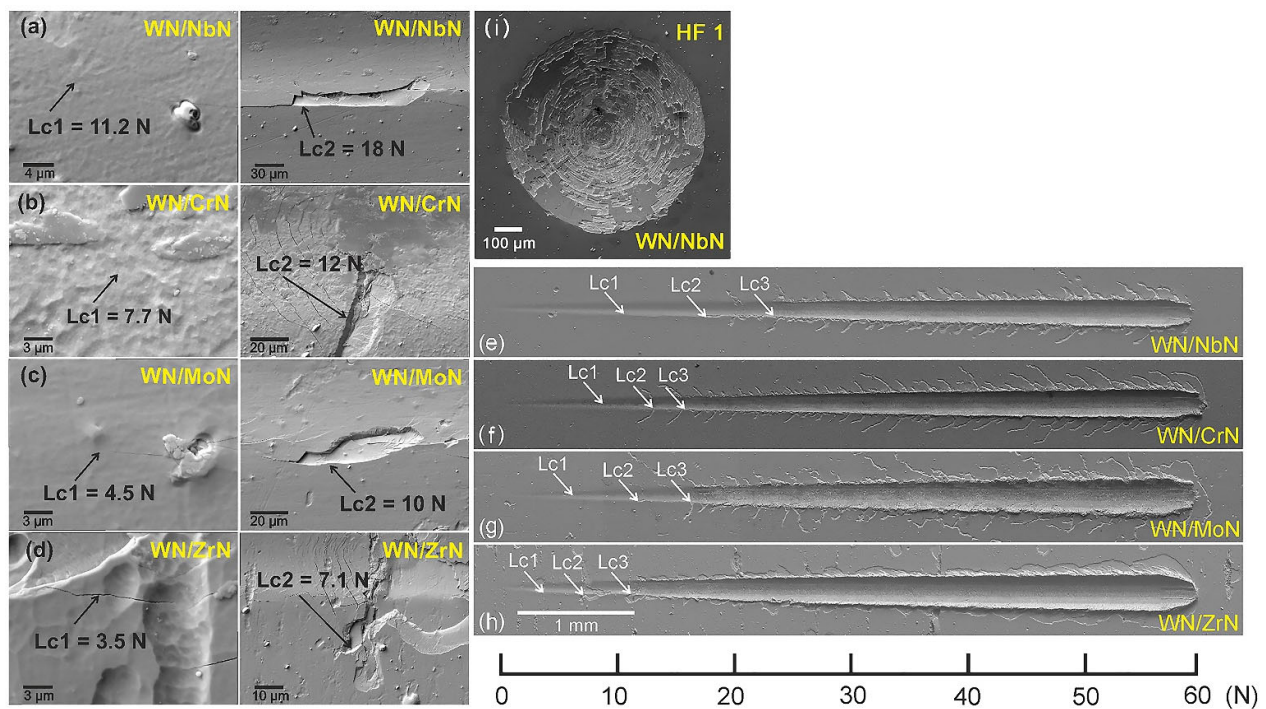 (a) WN/NbN
Lc1 = 11.2 N
4 µm
WN/NbN
Lc2 = 18 N
30 µm
(b) WN/CrN
Lc1 = 7.7 N
3 µm
WN/CrN
Lc2 = 12 N
20 µm
(c) WN/MoN
Lc1 = 4.5 N
3 µm
WN/MoN
Lc2 = 10 N
20 µm
(d) WN/ZrN
Lc1 = 3.5 N
3 µm
WN/ZrN
Lc2 = 7.1 N
10 µm
(i) HF 1
100 µm
WN/NbN
Lc1 Lc2 Lc3
(e) WN/NbN
Lc1 Lc2 Lc3
(f) WN/CrN
Lc1 Lc2 Lc3
(g) WN/MoN
Lc1 Lc2 Lc3
1 mm
(h) WN/ZrN
0 10 20 30 40 50 60 (N)